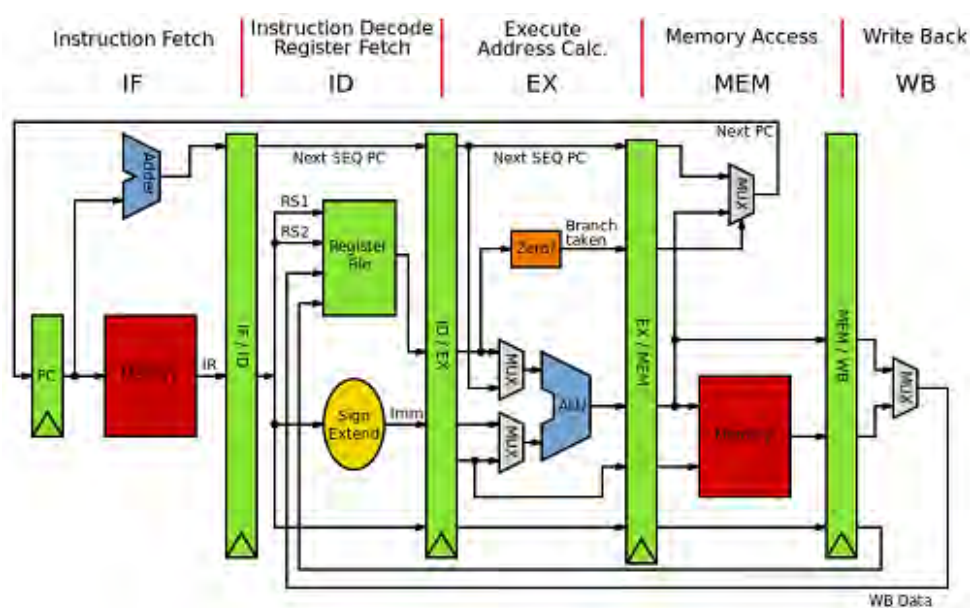 Instruction Fetch
IF
Instruction Decode
Register Fetch
ID
Execute
Address Calc.
EX
Memory Access
MEM
Write Back
WB
Next PC
Adder
Next SEQ PC
Next SEQ PC
RS1
RS2
Register
File
Branch
taken
Zero?
MUX
PC
Memory
IR
IF / ID
ID / EX
EX / MEM
MEM / WB
MUX
MUX
ALU
MUX
Sign
Extend
Imm
Memory
WB Data